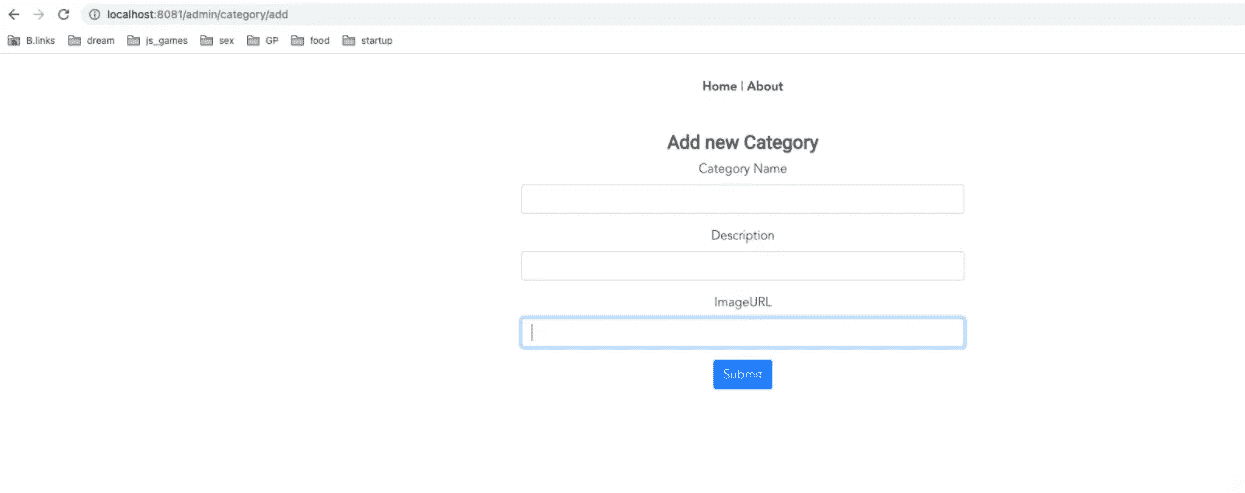 localhost:8081/admin/category/add
B.links dream js_games sex GP food startup
Home | About
Add new Category
Category Name
Description
ImageURL
Submit